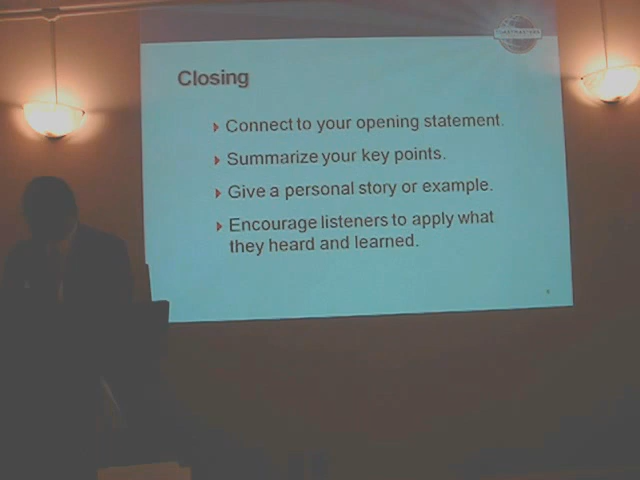 TOASTMASTERS
Closing
Connect to your opening statement.
Summarize your key points.
Give a personal story or example.
Encourage listeners to apply what
they heard and learned.